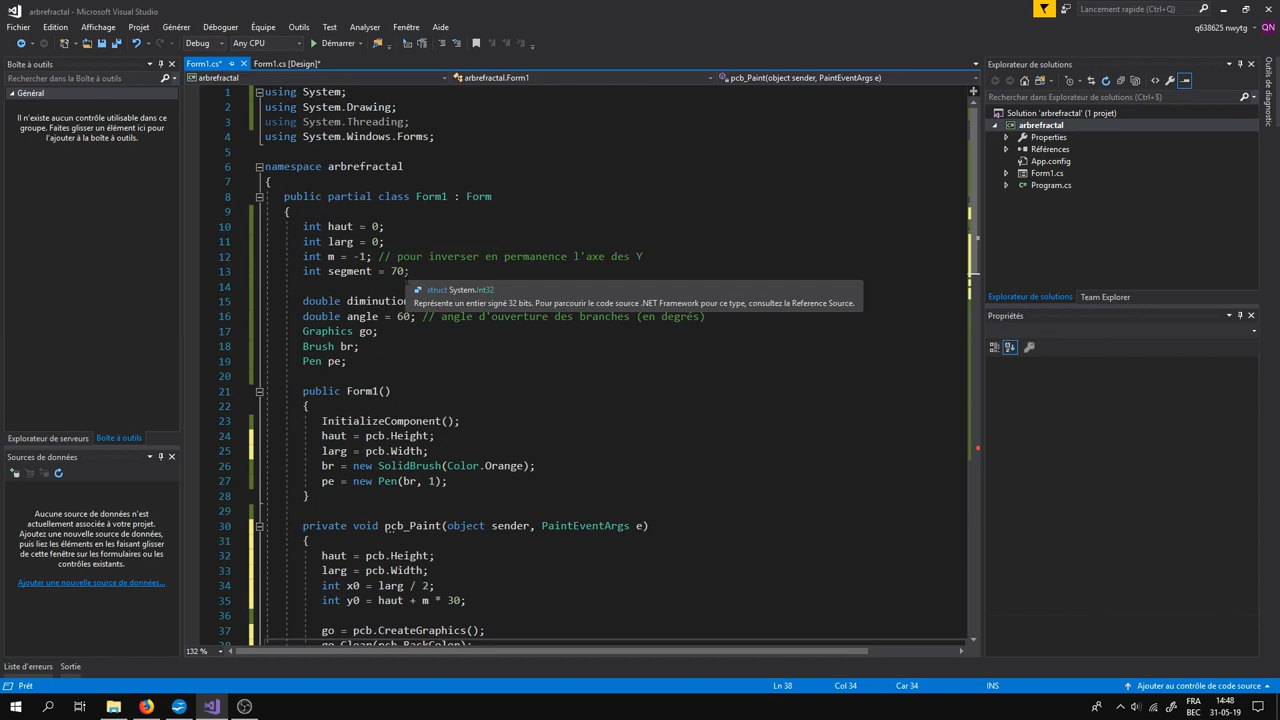 arbrefractal - Microsoft Visual Studio
Lancement rapide (Ctrl+Q)
Fichier Edition Affichage Projet Générer Déboguer Équipe Outils Test Analyser Fenêtre Aide
q638625 nwytg QN
Debug Any CPU Démarrer
Boîte à outils
Rechercher dans la Boîte à outils
Général
Il n'existe aucun contrôle utilisable dans ce
groupe. Faites glisser un élément ici pour
l'ajouter à la boîte à outils.
Explorateur de serveurs Boîte à outils
Sources de données
Aucune source de données n'est
actuellement associée à votre projet.
Ajoutez une nouvelle source de données,
puis liez les éléments en les faisant glisser
de cette fenêtre sur les formulaires ou les
contrôles existants.
Ajouter une nouvelle source de données...
Form1.cs* Form1.cs [Design]*
arbrefractal arbrefractal.Form1 pcb_Paint(object sender, PaintEventArgs e)
1 using System;
2 using System.Drawing;
3 using System.Threading;
4 using System.Windows.Forms;
5
6 namespace arbrefractal
7 {
8 public partial class Form1 : Form
9 {
10 int haut = 0;
11 int larg = 0;
12 int m = -1; // pour inverser en permanence l'axe des Y
13 int segment = 70;
14 struct System.Int32
Représente un entier signé 32 bits. Pour parcourir le code source .NET Framework pour ce type, consultez la Reference Source.
15 double diminution
16 double angle = 60; // angle d'ouverture des branches (en degrés)
17 Graphics go;
18 Brush br;
19 Pen pe;
20
21 public Form1()
22 {
23 InitializeComponent();
24 haut = pcb.Height;
25 larg = pcb.Width;
26 br = new SolidBrush(Color.Orange);
27 pe = new Pen(br, 1);
28 }
29
30 private void pcb_Paint(object sender, PaintEventArgs e)
31 {
32 haut = pcb.Height;
33 larg = pcb.Width;
34 int x0 = larg / 2;
35 int y0 = haut + m * 30;
36
37 go = pcb.CreateGraphics();
38 go.Clear(pcb.BackColor);
132 %
Explorateur de solutions
Rechercher dans l'Explorateur de solutions (Ctrl+$)
Solution 'arbrefractal' (1 projet)
arbrefractal
Properties
Références
App.config
Form1.cs
Program.cs
Explorateur de solutions Team Explorer
Propriétés
Outils de diagnostic
Liste d'erreurs Sortie
Prêt Ln 38 Col 34 Car 34 INS Ajouter au contrôle de code source
FRA 14:48
BEC 31-05-19